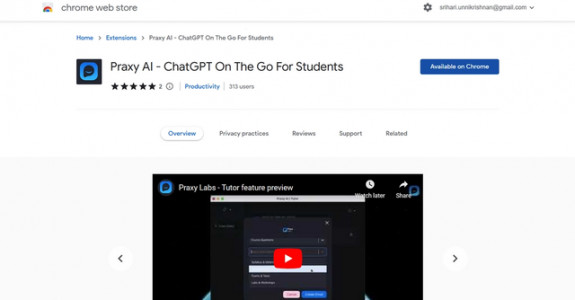 chrome web store
srihari.unnikrishnan@gmail.com
Home
Extensions
Praxy AI - ChatGPT On The Go For Students
Praxy AI - ChatGPT On The Go For Students
Available on Chrome
2
Productivity
313 users
Overview
Privacy practices
Reviews
Support
Related
Praxy Labs - Tutor feature preview
Watch later
Share